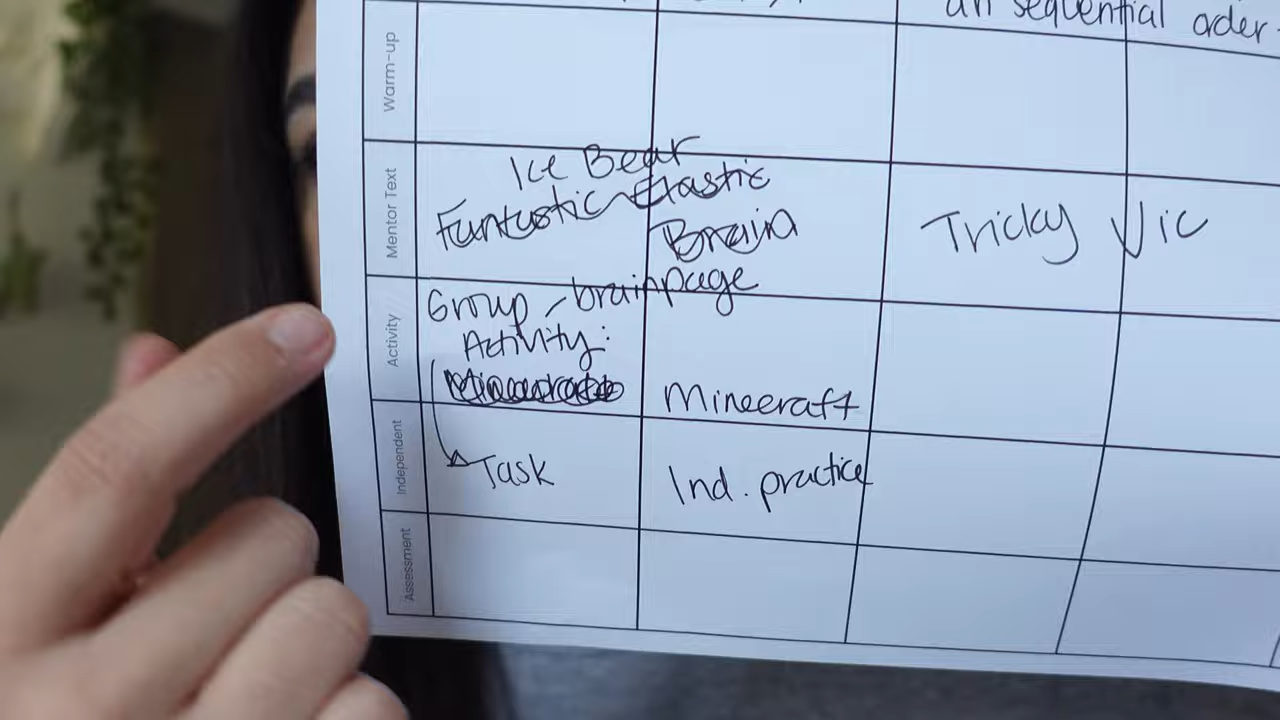 an sequential order.
Warm-up
Mentor Text
Ice Bear
Fantastic Elastic
Brain
Tricky Vic
Activity
Group brainpage
Activity:
Minecraft
Independent
Task
Ind. practice
Assessment